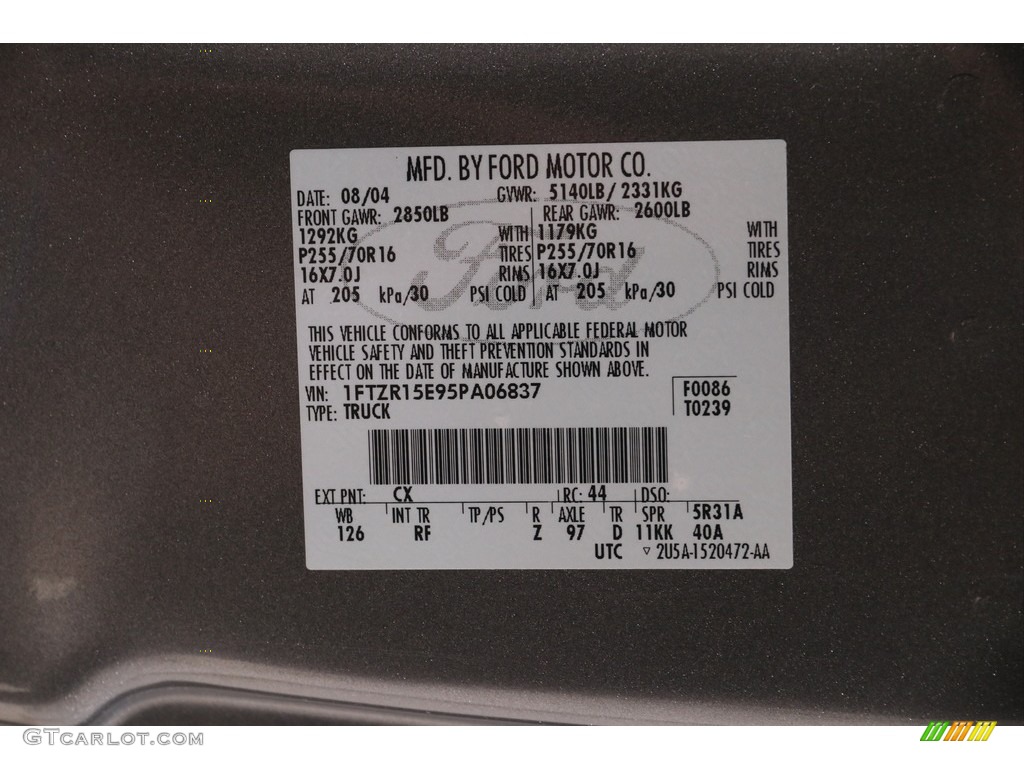 MFD. BY FORD MOTOR CO.
DATE: 08/04 GVWR: 5140LB/ 2331KG
FRONT GAWR: 2850LB REAR GAWR: 2600LB
1292KG WITH 1179KG WITH
P255/70R16 TIRES P255/70R16 TIRES
16X7.0J RIMS 16X7.0J RIMS
AT 205 kPa/30 PSI COLD AT 205 kPa/30 PSI COLD
Ford
THIS VEHICLE CONFORMS TO ALL APPLICABLE FEDERAL MOTOR
VEHICLE SAFETY AND THEFT PREVENTION STANDARDS IN
EFFECT ON THE DATE OF MANUFACTURE SHOWN ABOVE.
VIN: 1FTZR15E95PA06837 F0086
TYPE: TRUCK T0239
EXT PNT: CX RC: 44 DSO:
WB INT TR TP/PS R AXLE TR SPR 5R31A
126 RF Z 97 D 11KK 40A
UTC ▽ 2U5A-1520472-AA
GTCarlot.com